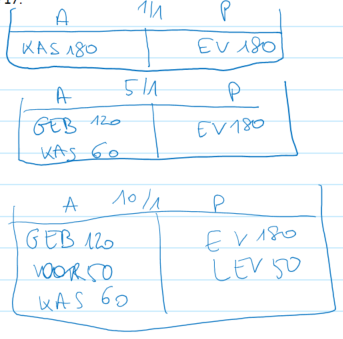 17.
A 1/1 P
KAS 180 EV 180
A 5/1 P
GEB 120 EV 180
KAS 60
A 10/1 P
GEB 120 EV 180
VOOR 50 LEV 50
KAS 60